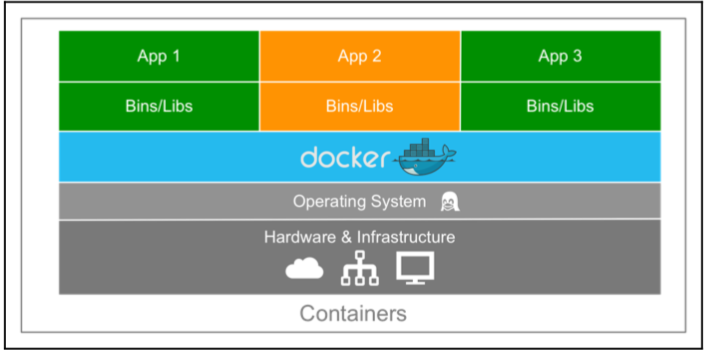 App 1 App 2 App 3
Bins/Libs Bins/Libs Bins/Libs
docker
Operating System
Hardware & Infrastructure
Containers